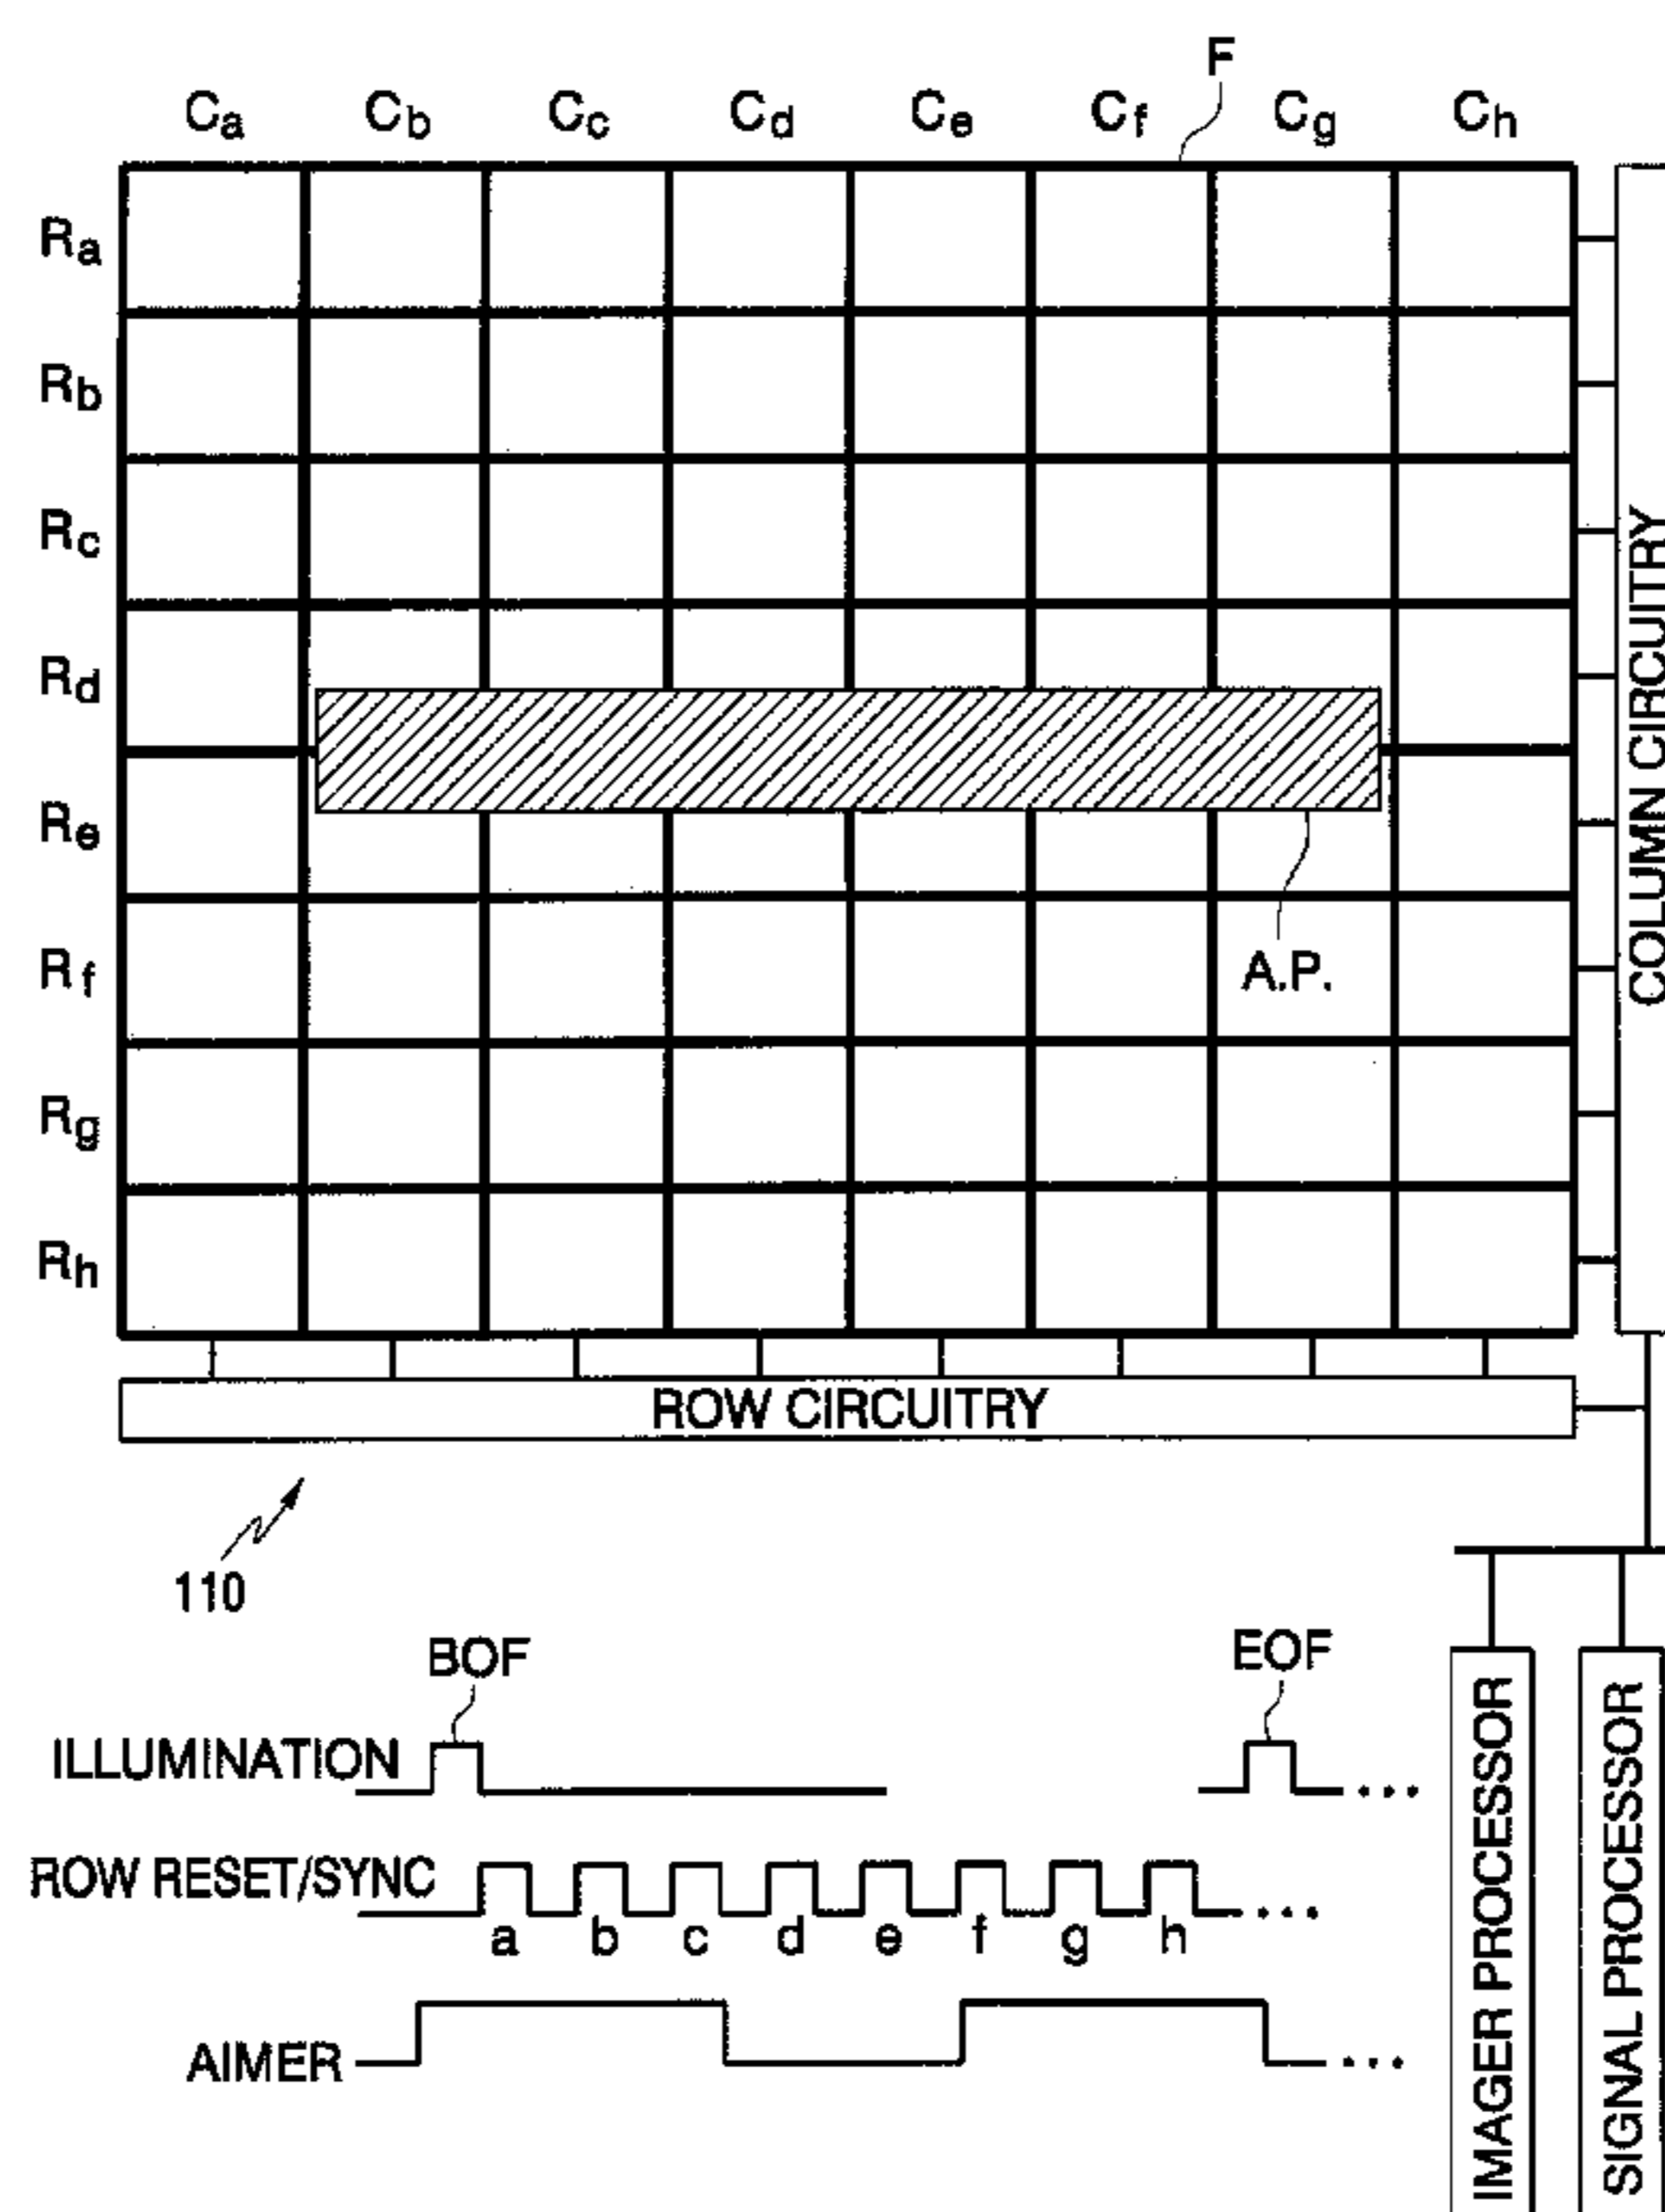 F
Ca Cb Cc Cd Ce Cf Cg Ch
Ra
Rb
Rc
Rd
Re
Rf
Rg
Rh
A.P.
COLUMN CIRCUITRY
ROW CIRCUITRY
110
BOF
EOF
ILLUMINATION
ROW RESET/SYNC
a b c d e f g h
AIMER
IMAGER PROCESSOR
SIGNAL PROCESSOR